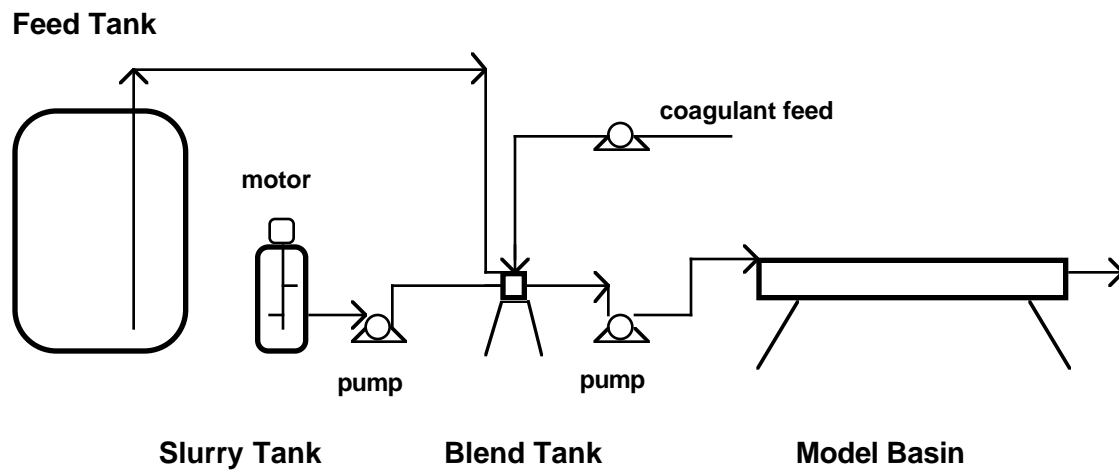 Feed Tank
coagulant feed
motor
pump
pump
Slurry Tank
Blend Tank
Model Basin